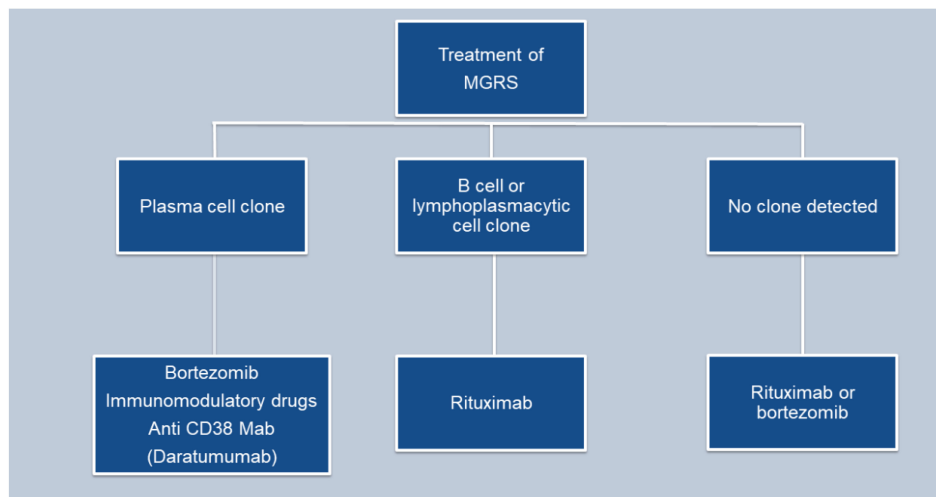 Treatment of
MGRS
Plasma cell clone
B cell or
lymphoplasmacytic
cell clone
No clone detected
Bortezomib
Immunomodulatory drugs
Anti CD38 Mab
(Daratumumab)
Rituximab
Rituximab or
bortezomib